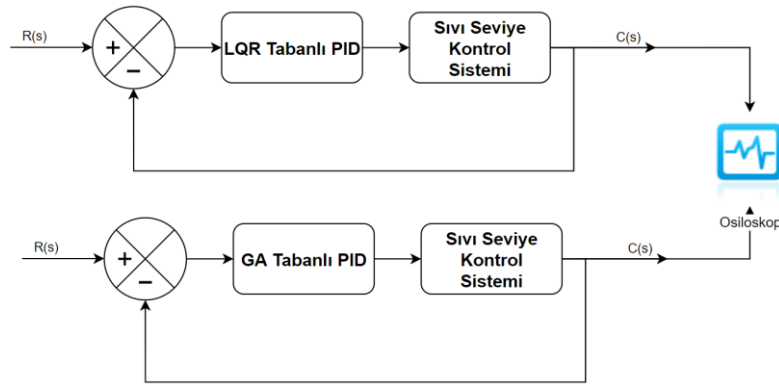 R(s)
+
−
LQR Tabanlı PID
Sıvı Seviye
Kontrol
Sistemi
C(s)
Osiloskop
R(s)
+
−
GA Tabanlı PID
Sıvı Seviye
Kontrol
Sistemi
C(s)